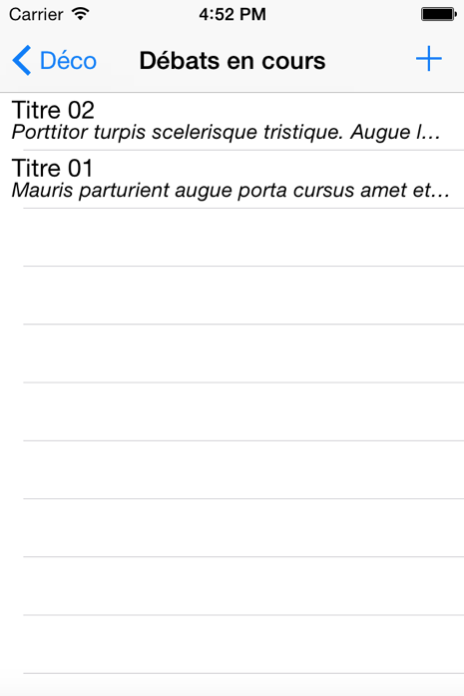 Carrier 4:52 PM
Déco Débats en cours +
Titre 02
Porttitor turpis scelerisque tristique. Augue l…
Titre 01
Mauris parturient augue porta cursus amet et…